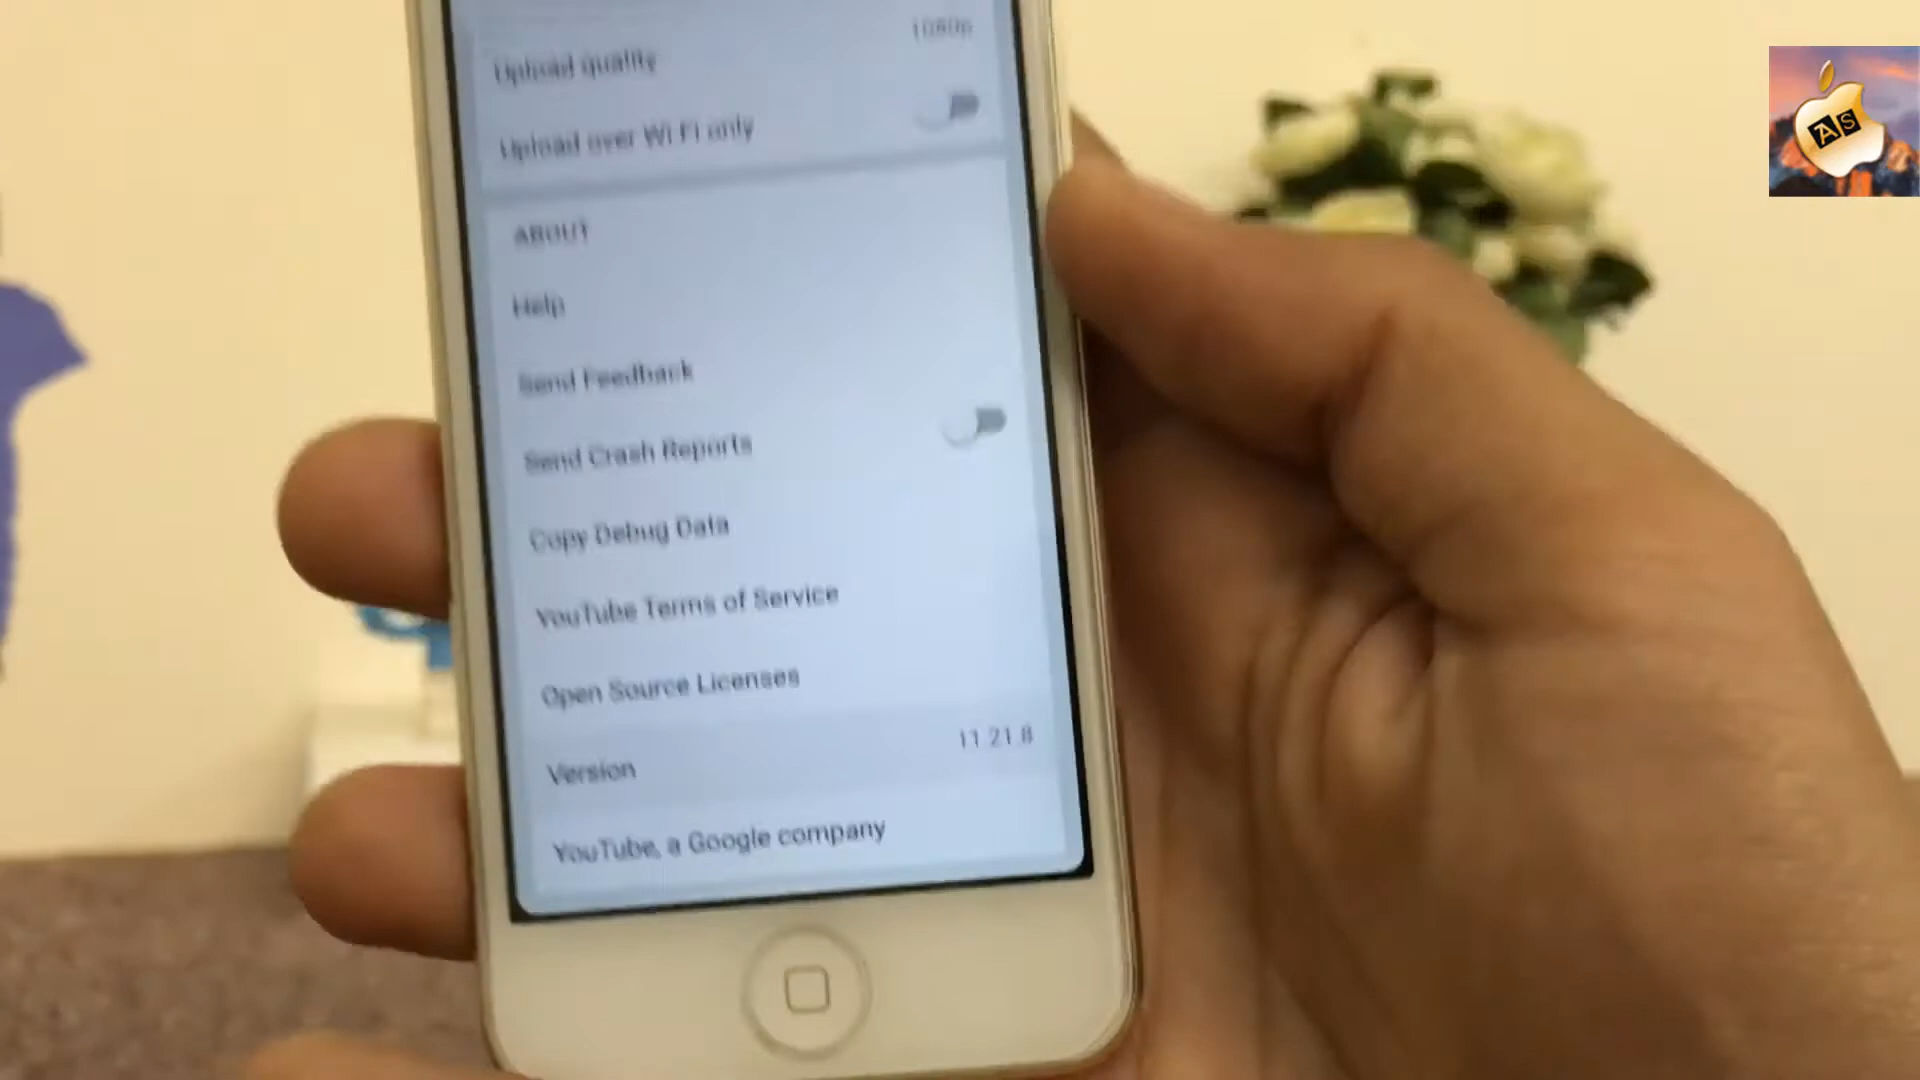 1080p
Upload quality
Upload over Wi-Fi only
ABOUT
Help
Send Feedback
Send Crash Reports
Copy Debug Data
YouTube Terms of Service
Open Source Licenses
11.21.8
Version
YouTube, a Google company
AS